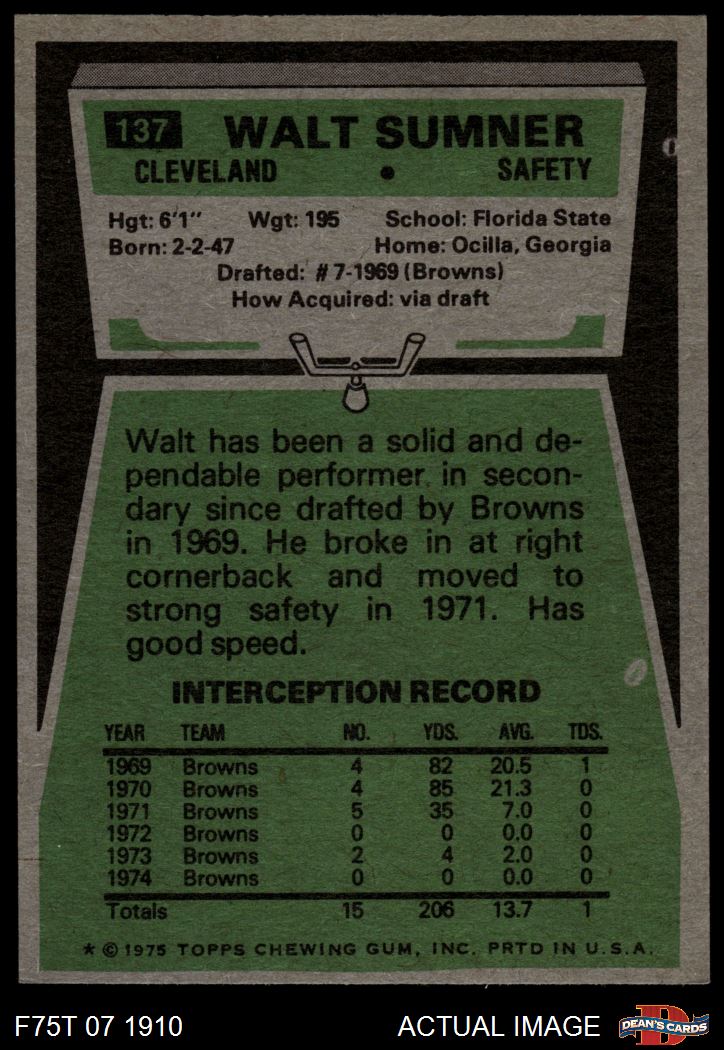 137 WALT SUMNER
CLEVELAND • SAFETY
Hgt: 6'1" Wgt: 195 School: Florida State
Born: 2-2-47 Home: Ocilla, Georgia
Drafted: #7-1969 (Browns)
How Acquired: via draft
Walt has been a solid and de-
pendable performer in secon-
dary since drafted by Browns
in 1969. He broke in at right
cornerback and moved to
strong safety in 1971. Has
good speed.
INTERCEPTION RECORD
YEAR TEAM NO. YDS. AVG. TDS.
1969 Browns 4 82 20.5 1
1970 Browns 4 85 21.3 0
1971 Browns 5 35 7.0 0
1972 Browns 0 0 0.0 0
1973 Browns 2 4 2.0 0
1974 Browns 0 0 0.0 0
Totals 15 206 13.7 1
* © 1975 TOPPS CHEWING GUM, INC. PRTD IN U.S.A.
F75T 07 1910 ACTUAL IMAGE D DEAN'S CARDS